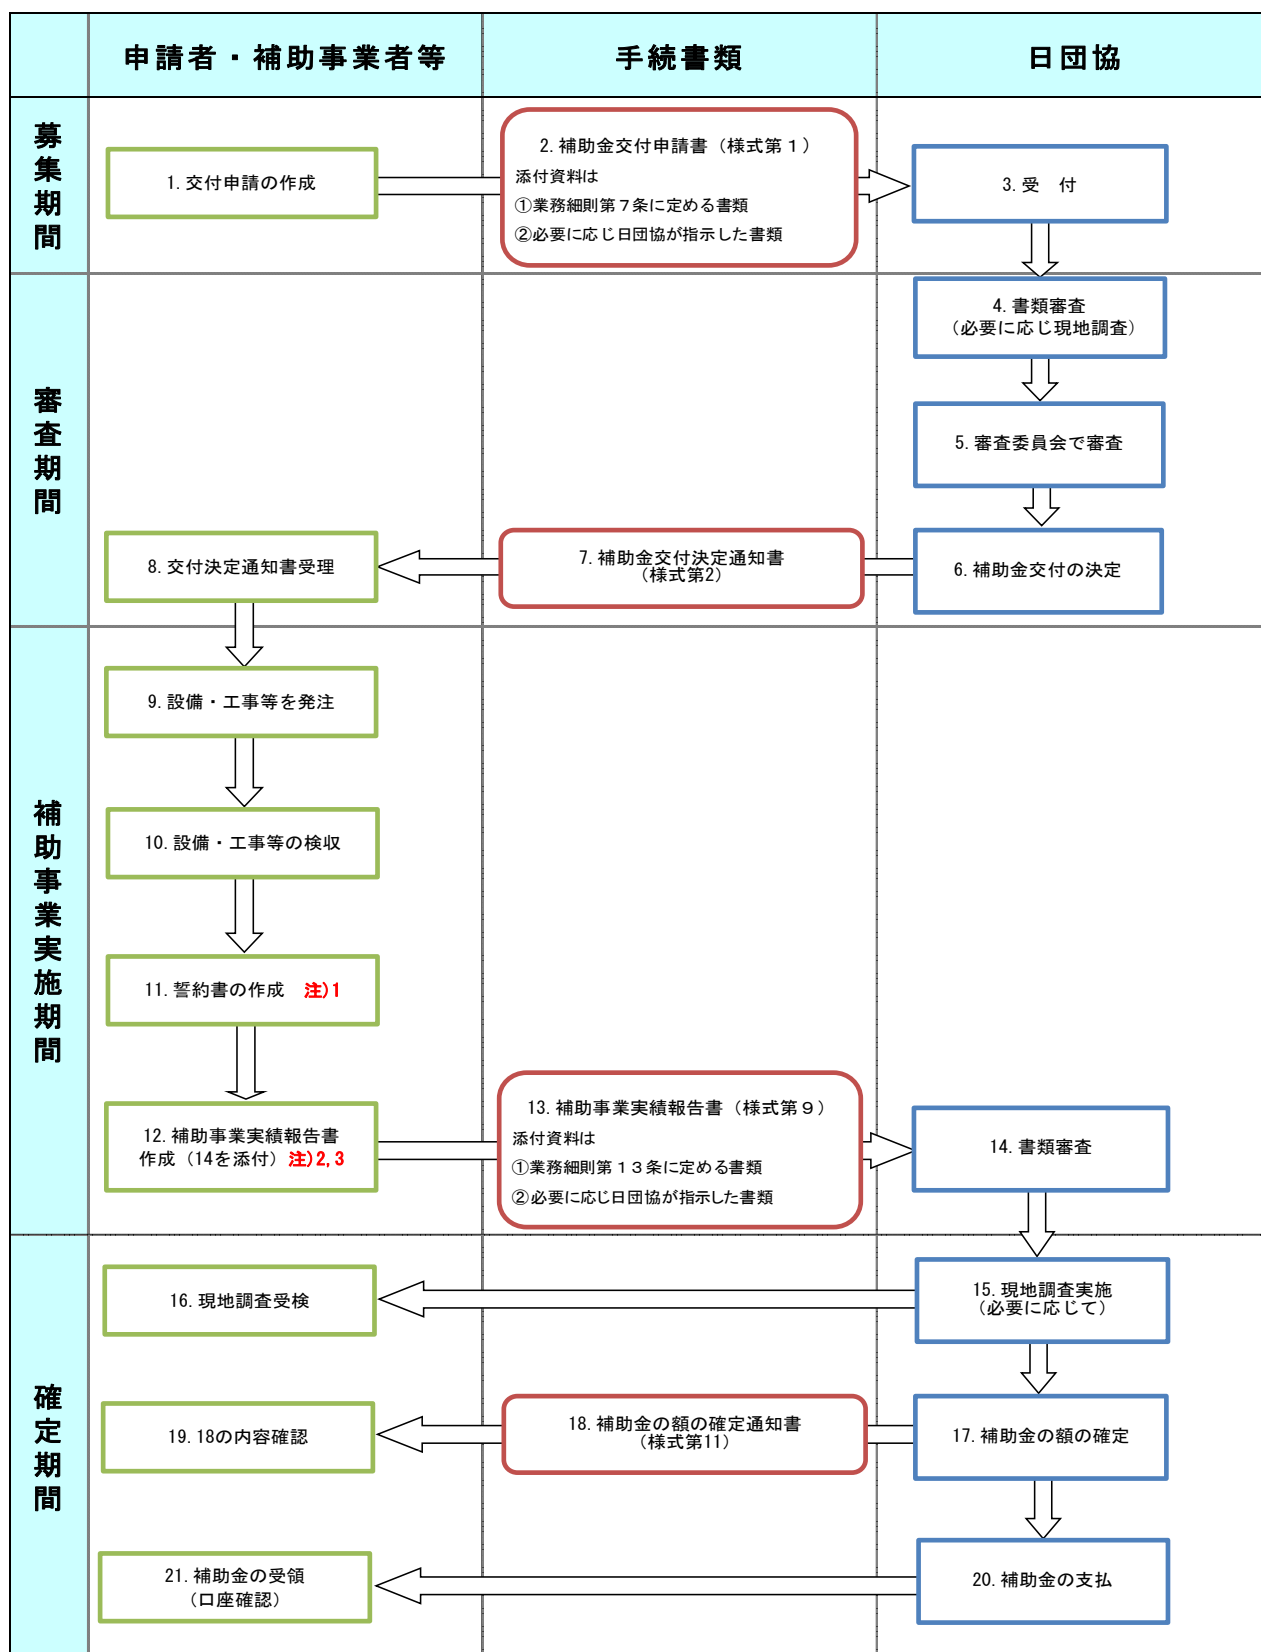 申請者・補助事業者等
手続書類
日団協
募集期間
1. 交付申請の作成
2. 補助金交付申請書（様式第１）
添付資料は
①業務細則第７条に定める書類
②必要に応じ日団協が指示した書類
3. 受　付
審査期間
4. 書類審査
（必要に応じ現地調査）
5. 審査委員会で審査
6. 補助金交付の決定
7. 補助金交付決定通知書
（様式第2）
8. 交付決定通知書受理
補助事業実施期間
9. 設備・工事等を発注
10. 設備・工事等の検収
11. 誓約書の作成　注)1
12. 補助事業実績報告書
作成（14を添付）注)2,3
13. 補助事業実績報告書（様式第９）
添付資料は
①業務細則第１３条に定める書類
②必要に応じ日団協が指示した書類
14. 書類審査
確定期間
15. 現地調査実施
（必要に応じて）
16. 現地調査受検
17. 補助金の額の確定
18. 補助金の額の確定通知書
（様式第11）
19. 18の内容確認
20. 補助金の支払
21. 補助金の受領
（口座確認）